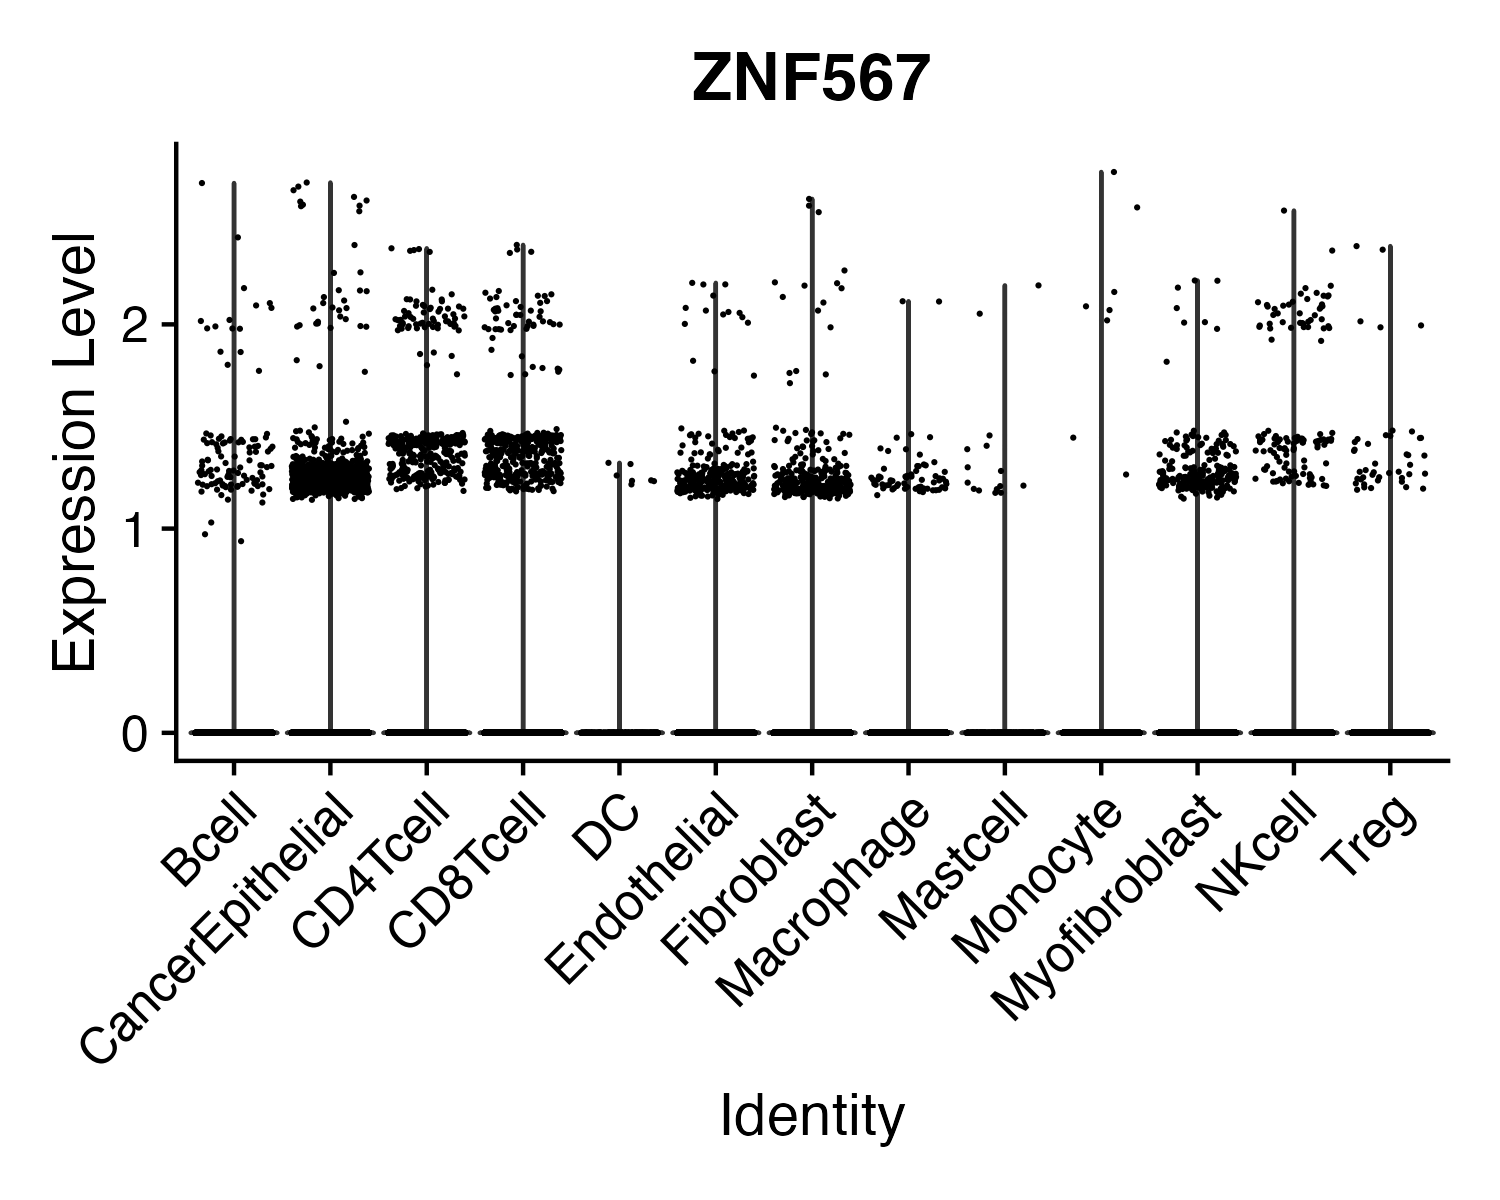 ZNF567
Expression Level
2
1
0
Bcell
CancerEpithelial
CD4Tcell
CD8Tcell
DC
Endothelial
Fibroblast
Macrophage
Mastcell
Monocyte
Myofibroblast
NKcell
Treg
Identity